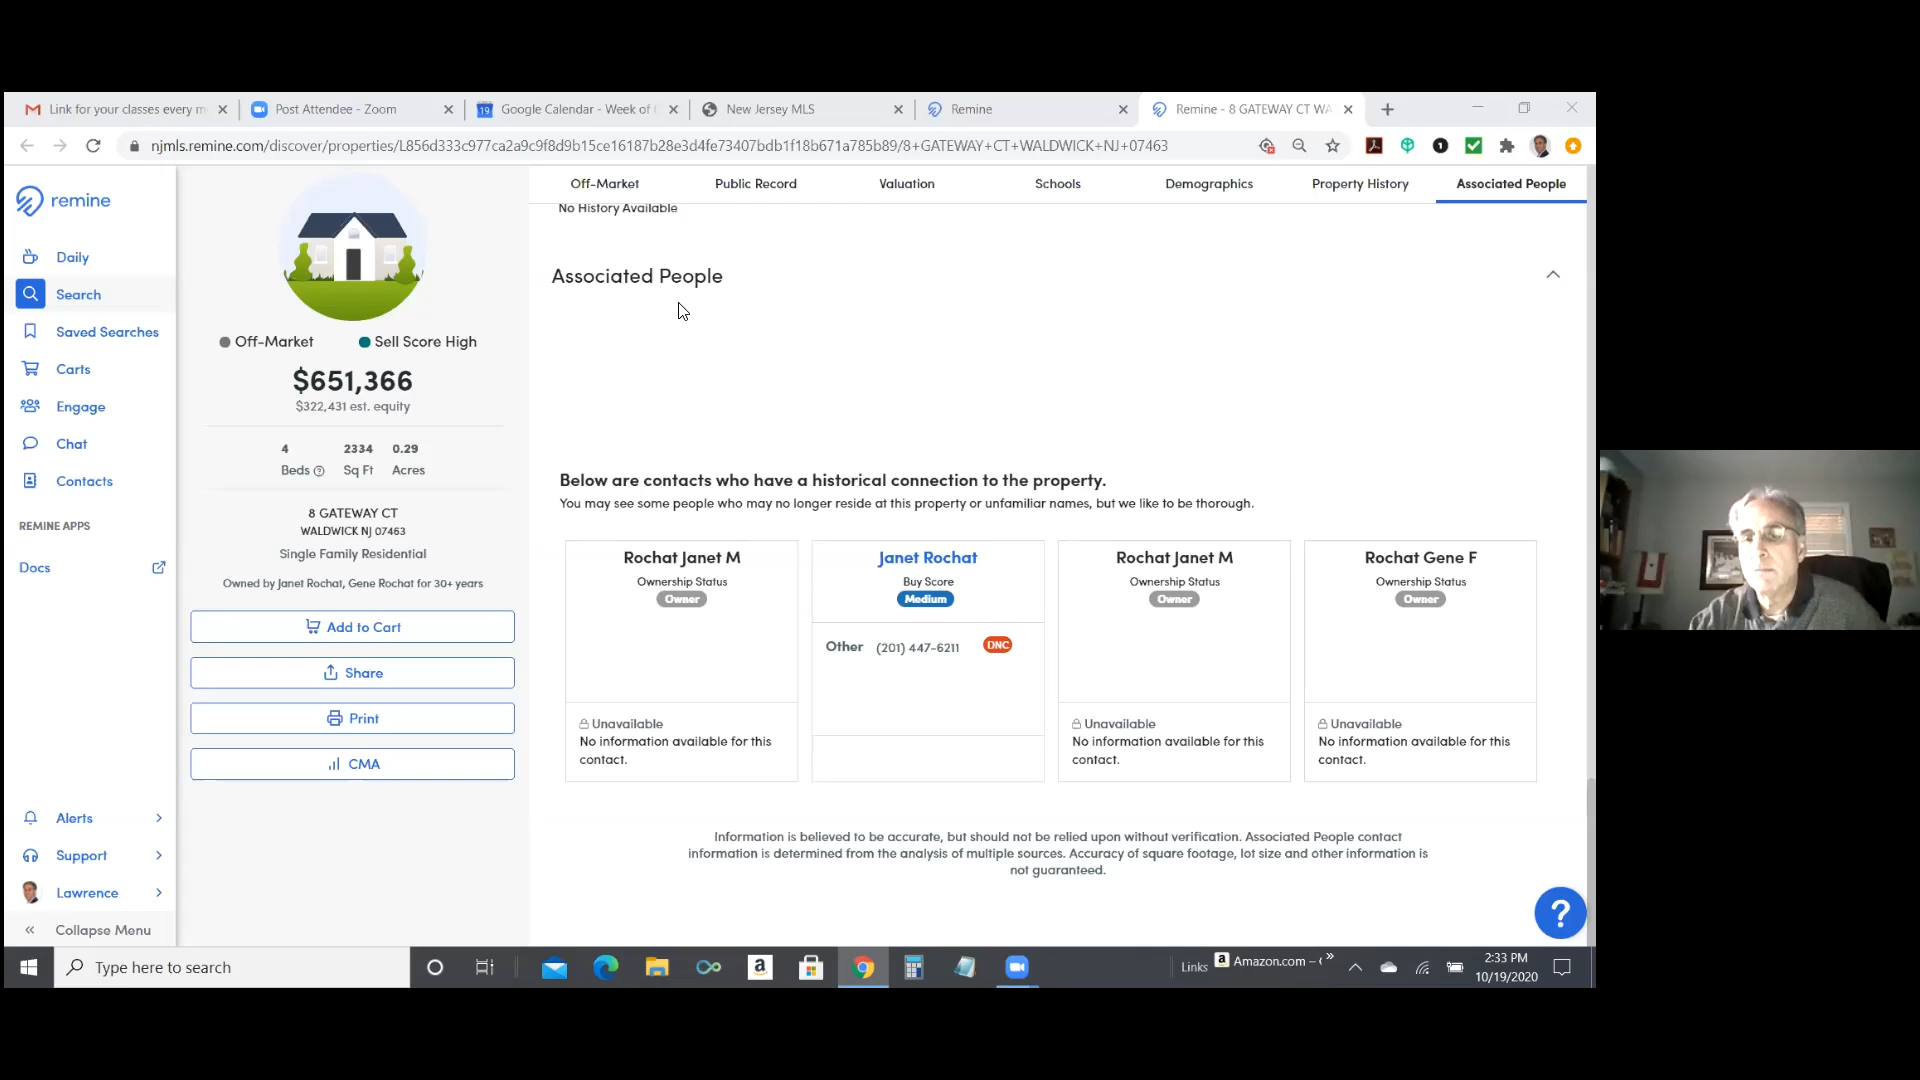 Link for your classes every m
Post Attendee - Zoom
Google Calendar - Week of
New Jersey MLS
Remine
Remine - 8 GATEWAY CT WA
njmls.remine.com/discover/properties/L856d333c977ca2a9c9f8d9b15ce16187b28e3d4fe73407bdb1f18b671a785b89/8+GATEWAY+CT+WALDWICK+NJ+07463
remine
Daily
Search
Saved Searches
Carts
Engage
Chat
Contacts
REMINE APPS
Docs
Alerts
Support
Lawrence
Collapse Menu
Off-Market
Sell Score High
$651,366
$322,431 est. equity
4 2334 0.29
Beds Sq Ft Acres
8 GATEWAY CT
WALDWICK NJ 07463
Single Family Residential
Owned by Janet Rochat, Gene Rochat for 30+ years
Add to Cart
Share
Print
CMA
Off-Market Public Record Valuation Schools Demographics Property History Associated People
No History Available
Associated People
Below are contacts who have a historical connection to the property.
You may see some people who may no longer reside at this property or unfamiliar names, but we like to be thorough.
Rochat Janet M
Ownership Status
Owner
Unavailable
No information available for this
contact.
Janet Rochat
Buy Score
Medium
Other (201) 447-6211 DNC
Rochat Janet M
Ownership Status
Owner
Unavailable
No information available for this
contact.
Rochat Gene F
Ownership Status
Owner
Unavailable
No information available for this
contact.
Information is believed to be accurate, but should not be relied upon without verification. Associated People contact
information is determined from the analysis of multiple sources. Accuracy of square footage, lot size and other information is
not guaranteed.
?
Type here to search
Links
Amazon.com –
2:33 PM
10/19/2020